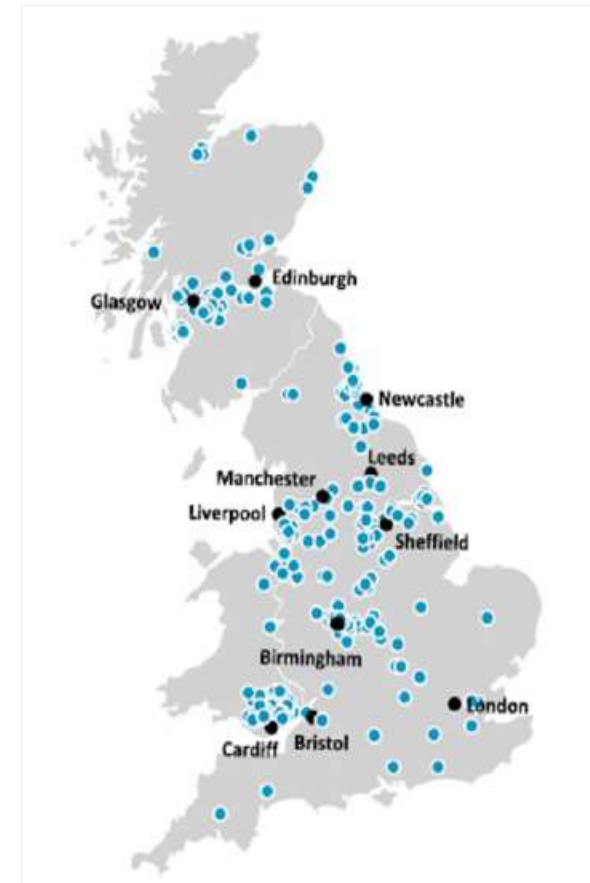 Edinburgh
Glasgow
Newcastle
Leeds
Manchester
Liverpool
Sheffield
Birmingham
London
Bristol
Cardiff